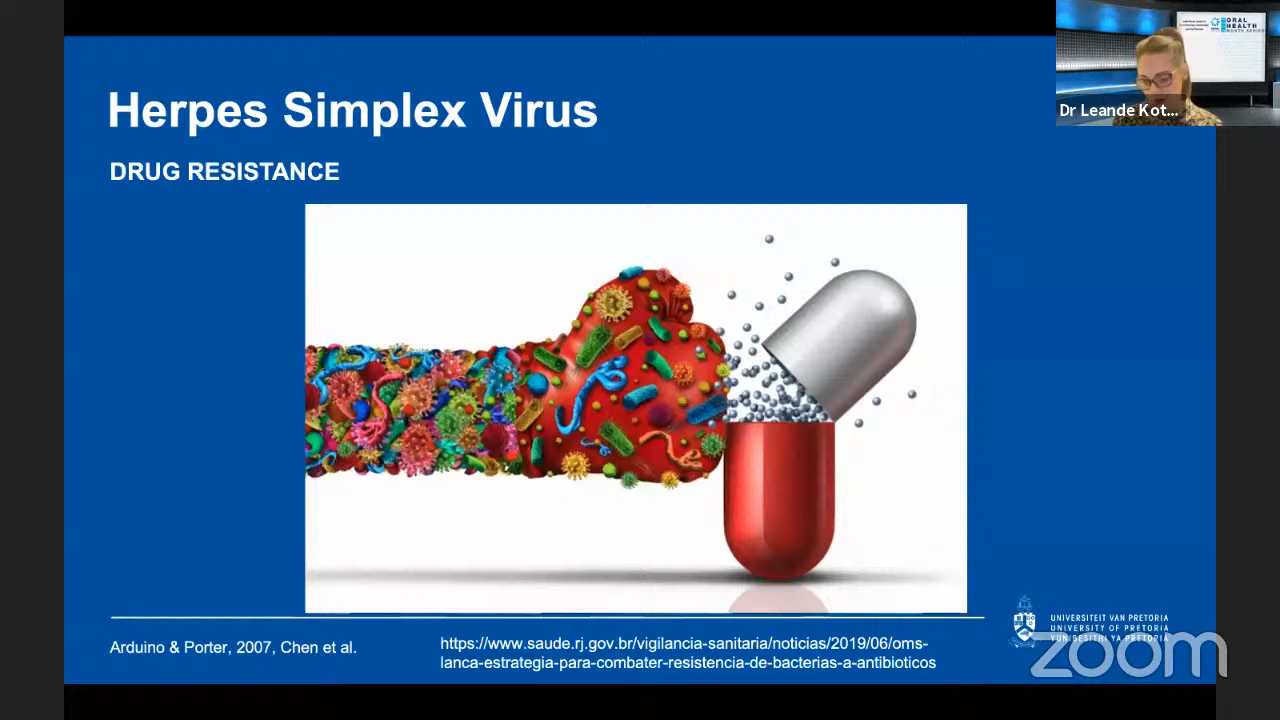 ORAL
HEALTH
Dr Leande Kot...
Herpes Simplex Virus
DRUG RESISTANCE
Arduino & Porter, 2007, Chen et al.
https://www.saude.rj.gov.br/vigilancia-sanitaria/noticias/2019/06/oms-
lanca-estrategia-para-combater-resistencia-de-bacterias-a-antibioticos
UNIVERSITEIT VAN PRETORIA
UNIVERSITY OF PRETORIA
YUNIBESITHI YA PRETORIA
zoom